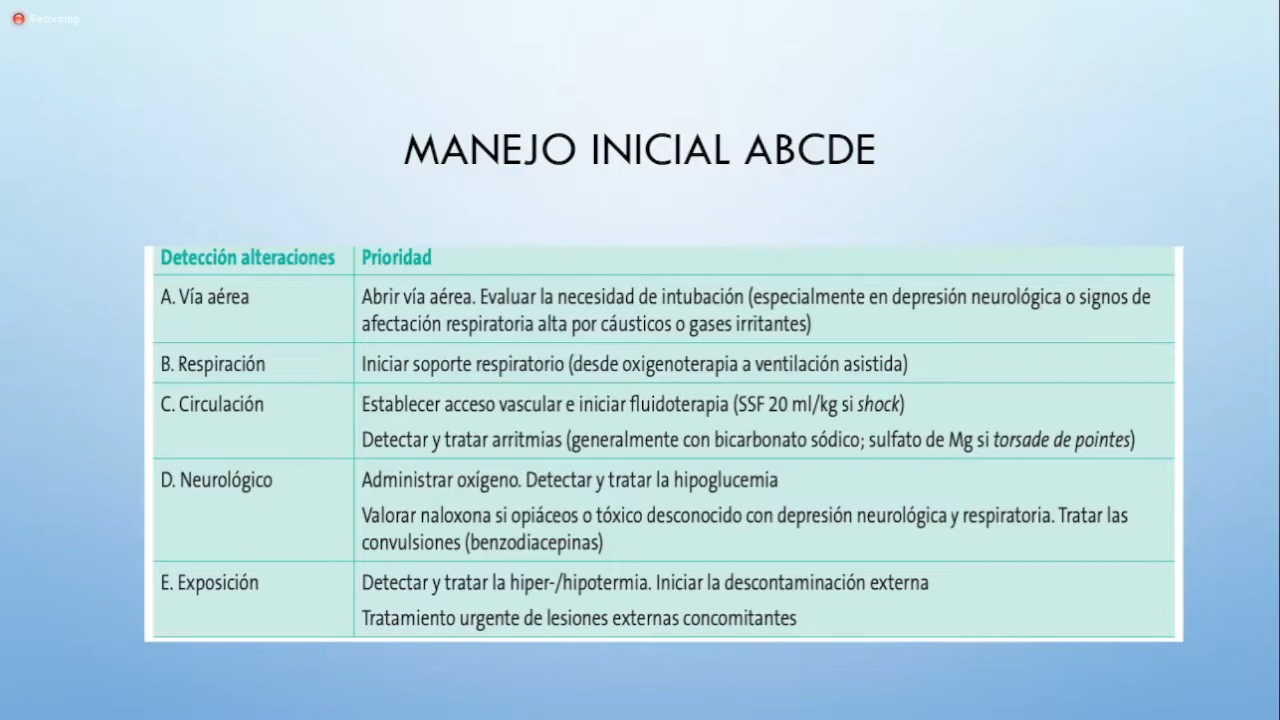 Recording
MANEJO INICIAL ABCDE
Detección alteraciones Prioridad
A. Vía aérea Abrir vía aérea. Evaluar la necesidad de intubación (especialmente en depresión neurológica o signos de
afectación respiratoria alta por cáusticos o gases irritantes)
B. Respiración Iniciar soporte respiratorio (desde oxigenoterapia a ventilación asistida)
C. Circulación Establecer acceso vascular e iniciar fluidoterapia (SSF 20 ml/kg si shock)
Detectar y tratar arritmias (generalmente con bicarbonato sódico; sulfato de Mg si torsade de pointes)
D. Neurológico Administrar oxígeno. Detectar y tratar la hipoglucemia
Valorar naloxona si opiáceos o tóxico desconocido con depresión neurológica y respiratoria. Tratar las
convulsiones (benzodiacepinas)
E. Exposición Detectar y tratar la hiper-/hipotermia. Iniciar la descontaminación externa
Tratamiento urgente de lesiones externas concomitantes